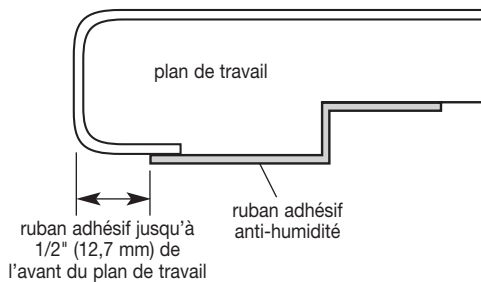 plan de travail
ruban adhésif
anti-humidité
ruban adhésif jusqu'à
1/2" (12,7 mm) de
l'avant du plan de travail